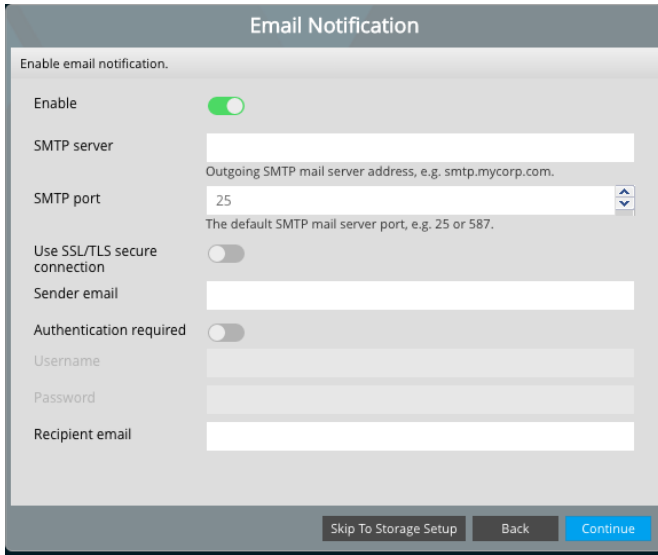 Email Notification
Enable email notification.
Enable
SMTP server
Outgoing SMTP mail server address, e.g. smtp.mycorp.com.
SMTP port
25
The default SMTP mail server port, e.g. 25 or 587.
Use SSL/TLS secure
connection
Sender email
Authentication required
Username
Password
Recipient email
Skip To Storage Setup
Back
Continue